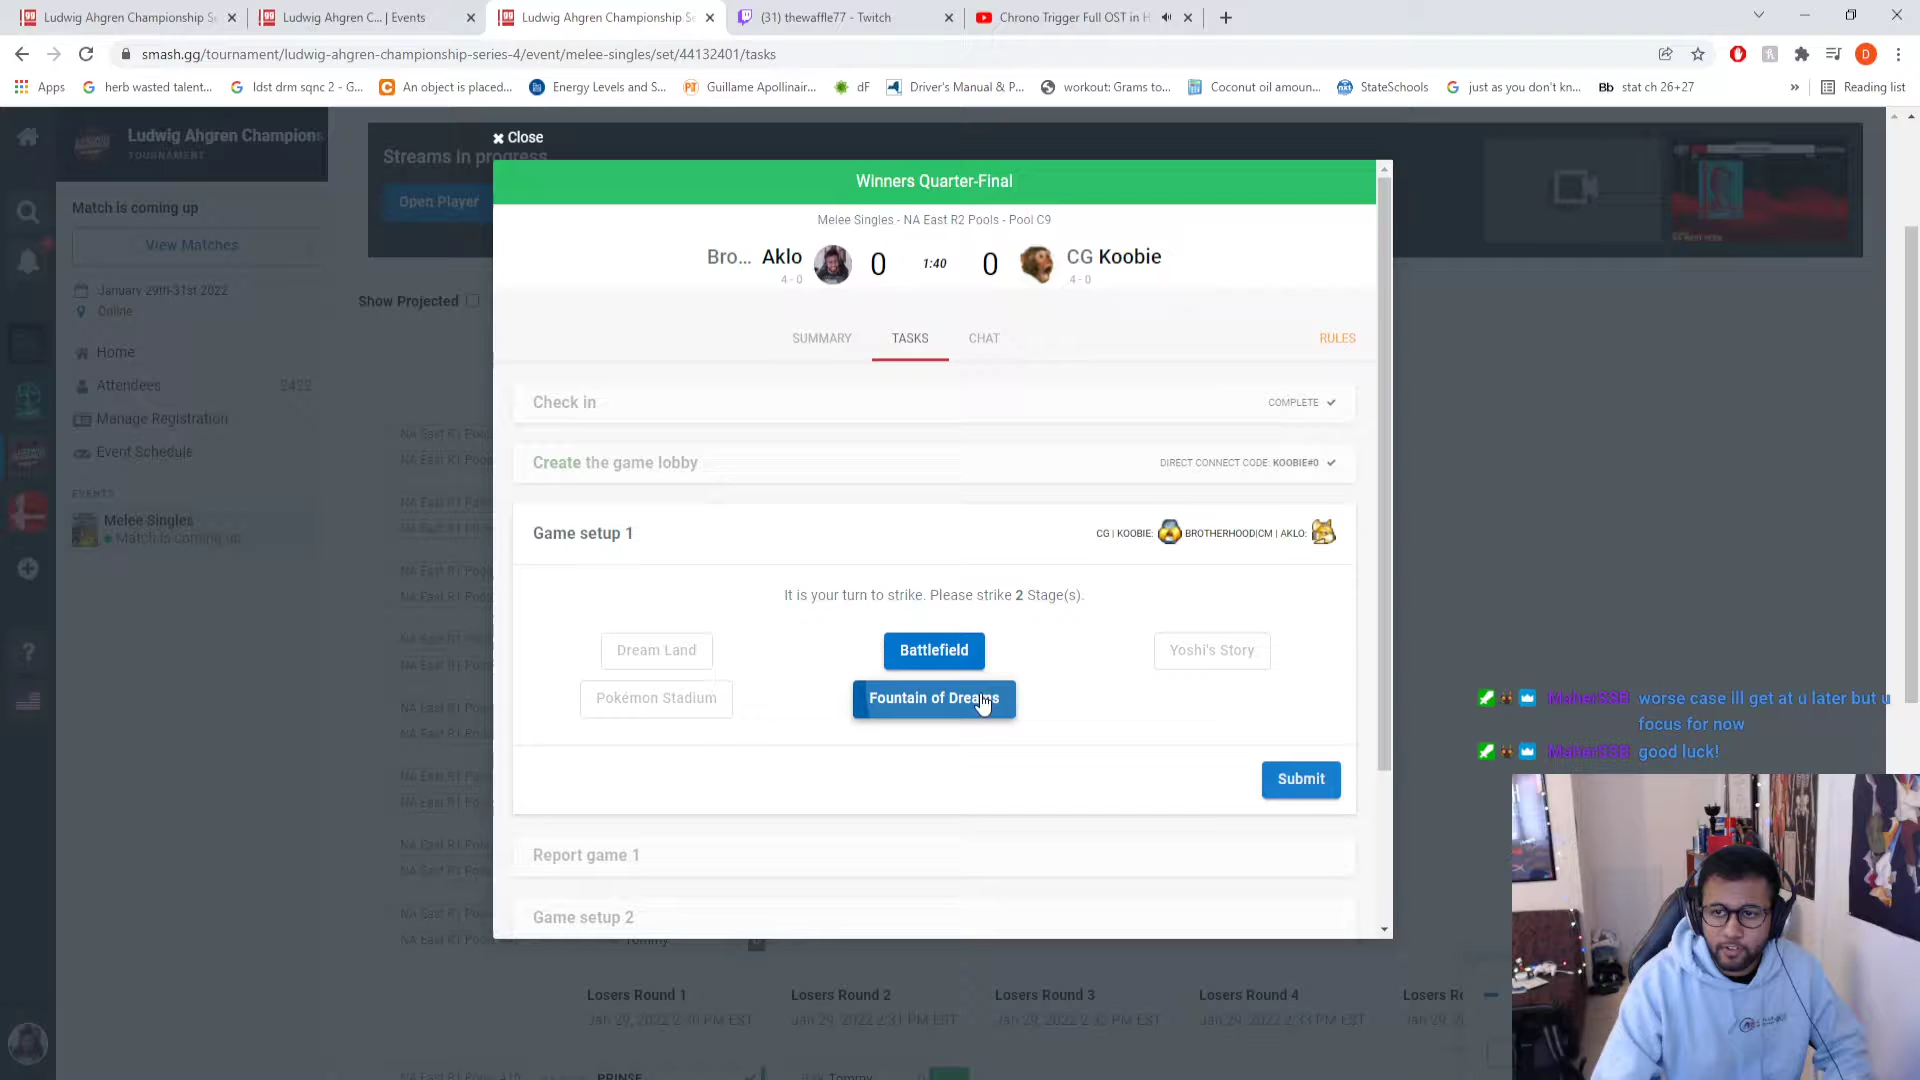 Ludwig Ahgren Championship Se
Ludwig Ahgren C... | Events
Ludwig Ahgren Championship Se
(31) thewaffle77 - Twitch
Chrono Trigger Full OST in H
smash.gg/tournament/ludwig-ahgren-championship-series-4/event/melee-singles/set/44132401/tasks
D
Apps
herb wasted talent...
ldst drm sqnc 2 - G...
An object is placed...
Energy Levels and S...
Guillame Apollinair...
dF
Driver's Manual & P...
workout: Grams to...
Coconut oil amoun...
StateSchools
just as you don't kn...
Bb stat ch 26+27
»
Reading list
Ludwig Ahgren Champions
TOURNAMENT
Match is coming up
View Matches
January 29th-31st 2022
Online
Home
Attendees 2422
Manage Registration
Event Schedule
EVENTS
Melee Singles
Match is coming up
Streams in progress
Open Player
Show Projected
Close
Winners Quarter-Final
Melee Singles - NA East R2 Pools - Pool C9
Bro... Aklo 0 1:40 0 CG Koobie
4 - 0 4 - 0
SUMMARY TASKS CHAT RULES
Check in COMPLETE
Create the game lobby DIRECT CONNECT CODE: KOOBIE#0
Game setup 1 CG | KOOBIE: BROTHERHOOD|CM | AKLO:
It is your turn to strike. Please strike 2 Stage(s).
Dream Land Battlefield Yoshi's Story
Pokémon Stadium Fountain of Dreams
Submit
Report game 1
Game setup 2
Tommy
Losers Round 1 Losers Round 2 Losers Round 3 Losers Round 4 Losers Ro
Jan 29, 2022 2:30 PM EST Jan 29, 2022 2:31 PM EST Jan 29, 2022 2:32 PM EST Jan 29, 2022 2:33 PM EST
PRINSE Tommy
MaherSSB worse case ill get at u later but u
focus for now
MaherSSB good luck!